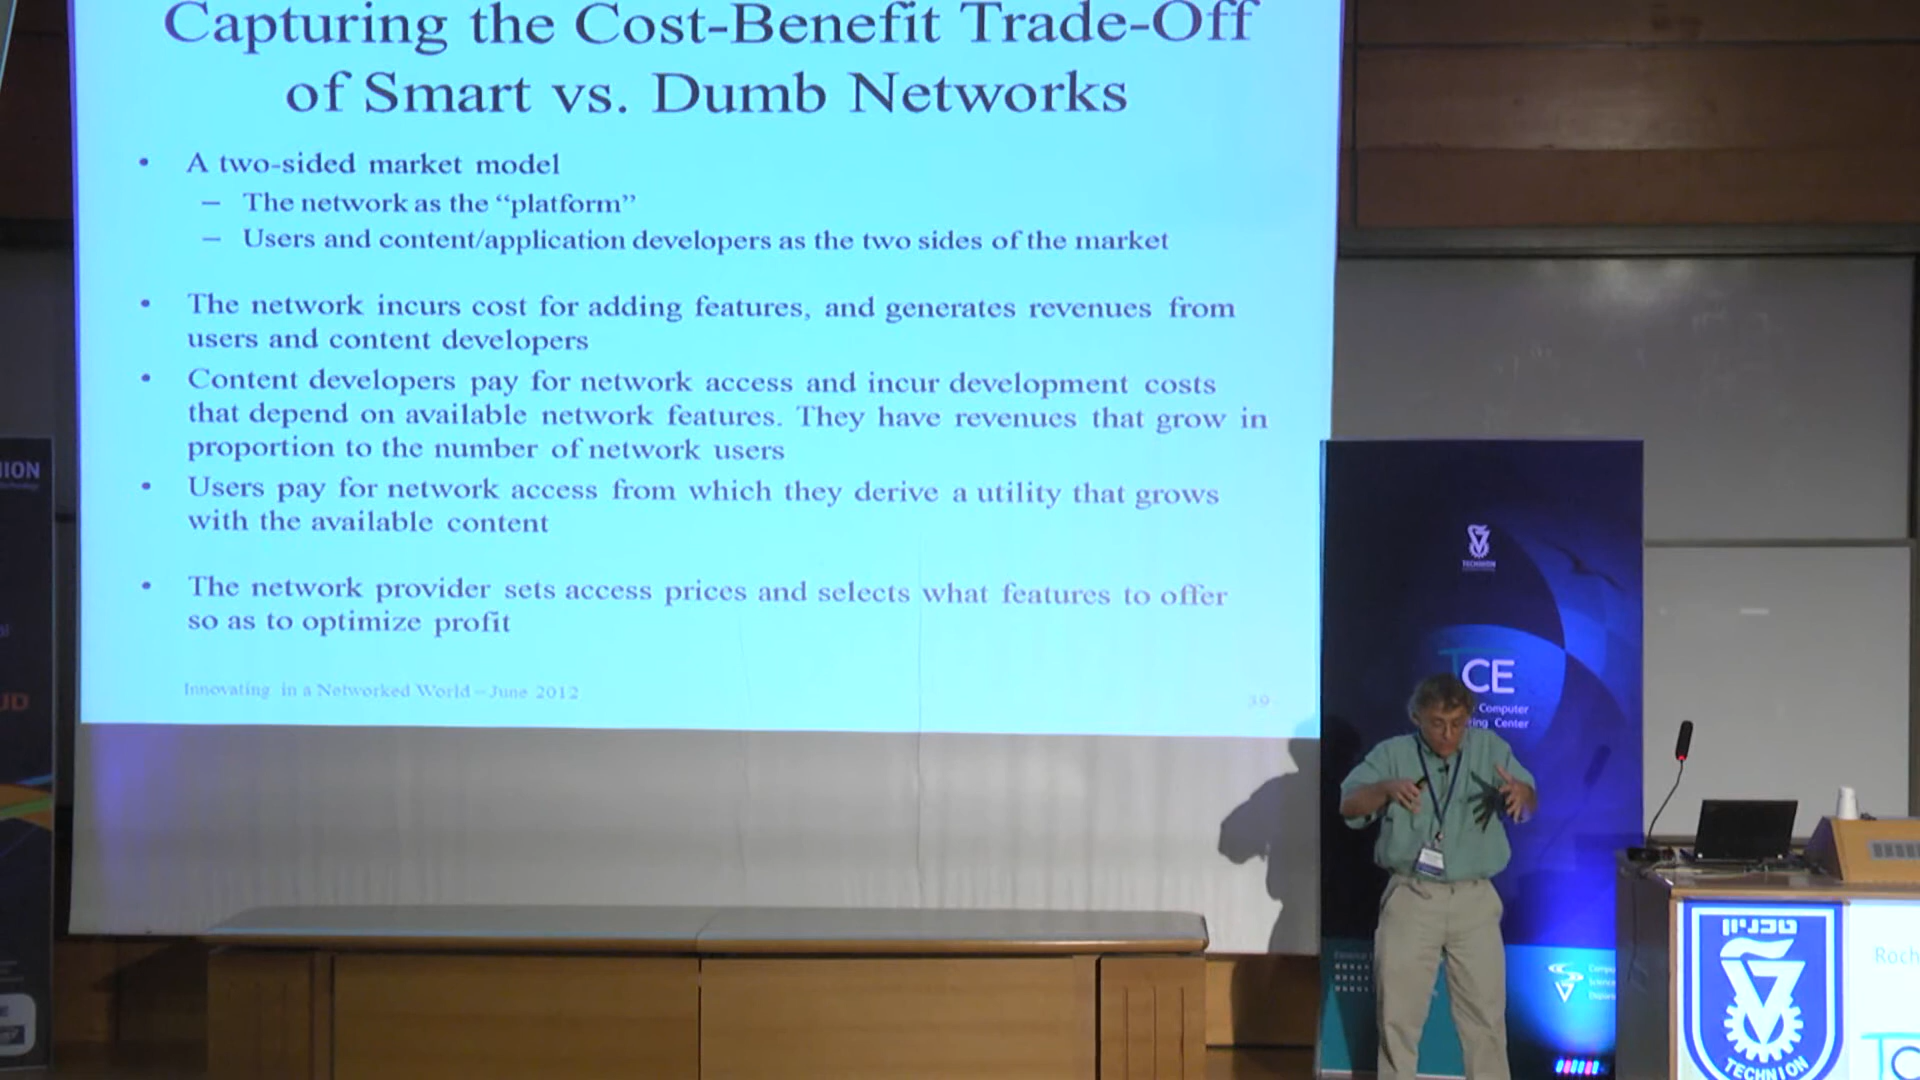 Capturing the Cost-Benefit Trade-Off
of Smart vs. Dumb Networks
• A two-sided market model
– The network as the “platform”
– Users and content/application developers as the two sides of the market
• The network incurs cost for adding features, and generates revenues from
users and content developers
• Content developers pay for network access and incur development costs
that depend on available network features. They have revenues that grow in
proportion to the number of network users
• Users pay for network access from which they derive a utility that grows
with the available content
• The network provider sets access prices and selects what features to offer
so as to optimize profit
Innovating in a Networked World – June 2012
39
TECHNION
CE
Computer
Center
טכניון
TECHNION
Roch